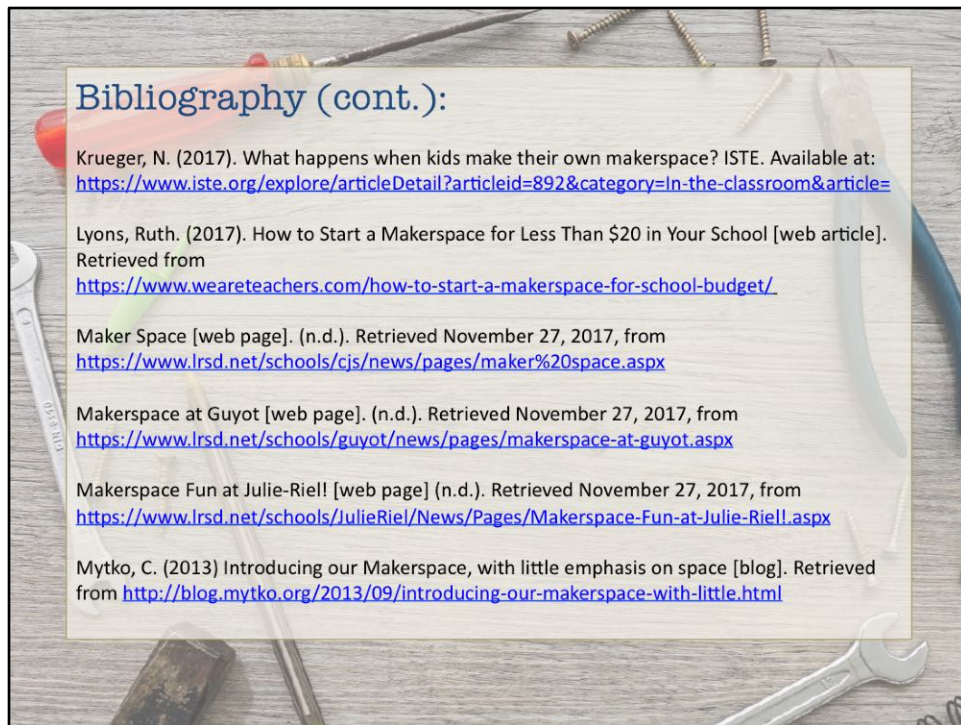 Bibliography (cont.):
Krueger, N. (2017). What happens when kids make their own makerspace? ISTE. Available at:
https://www.iste.org/explore/articleDetail?articleid=892&category=In-the-classroom&article=
Lyons, Ruth. (2017). How to Start a Makerspace for Less Than $20 in Your School [web article].
Retrieved from
https://www.weareteachers.com/how-to-start-a-makerspace-for-school-budget/
Maker Space [web page]. (n.d.). Retrieved November 27, 2017, from
https://www.lrsd.net/schools/cjs/news/pages/maker%20space.aspx
Makerspace at Guyot [web page]. (n.d.). Retrieved November 27, 2017, from
https://www.lrsd.net/schools/guyot/news/pages/makerspace-at-guyot.aspx
Makerspace Fun at Julie-Riel! [web page] (n.d.). Retrieved November 27, 2017, from
https://www.lrsd.net/schools/JulieRiel/News/Pages/Makerspace-Fun-at-Julie-Riel!.aspx
Mytko, C. (2013) Introducing our Makerspace, with little emphasis on space [blog]. Retrieved
from http://blog.mytko.org/2013/09/introducing-our-makerspace-with-little.html